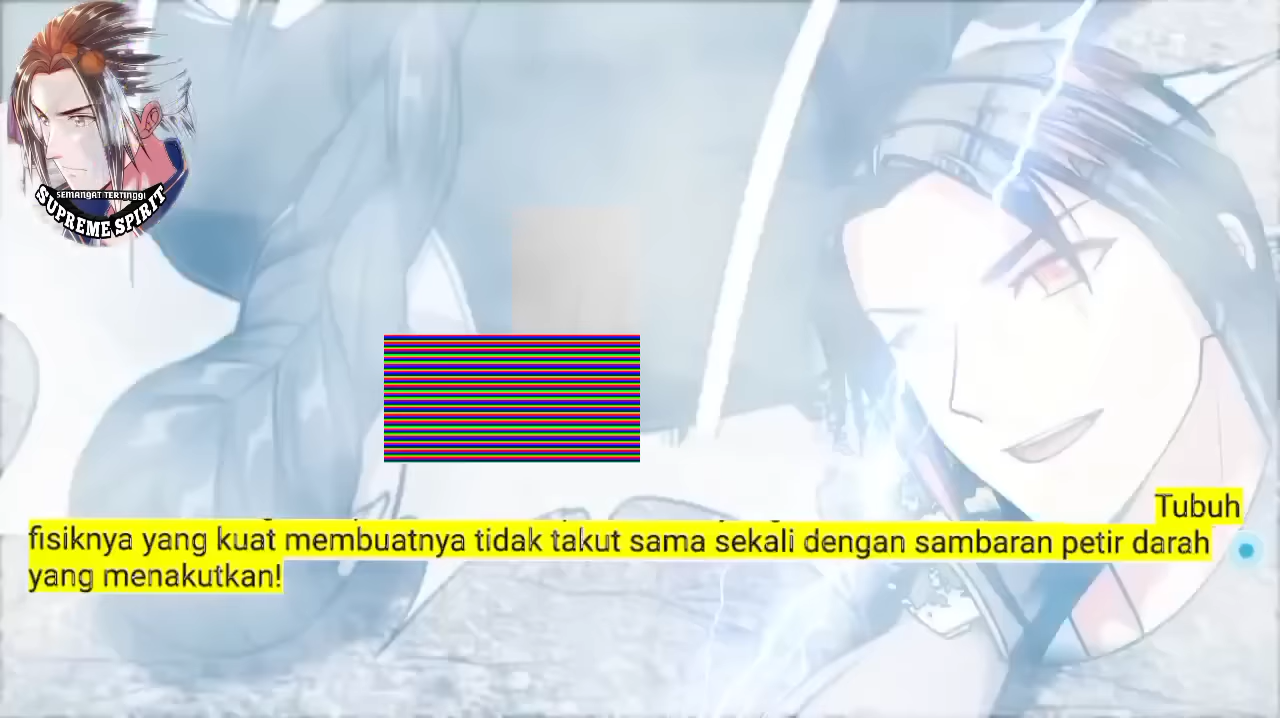 SEMANGAT TERTINGGI
SUPREME SPIRIT
Tubuh
fisiknya yang kuat membuatnya tidak takut sama sekali dengan sambaran petir darah
yang menakutkan!